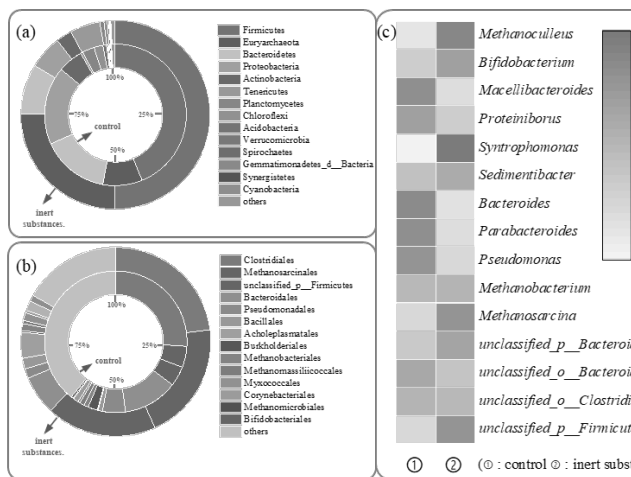 (a)
100%
25%
50%
75%
control
inert
substances.
Firmicutes
Euryarchaeota
Bacteroidetes
Proteobacteria
Actinobacteria
Tenericutes
Planctomycetes
Chloroflexi
Acidobacteria
Verrucomicrobia
Spirochaetes
Gemmatimonadetes_d__Bacteria
Synergistetes
Cyanobacteria
others
(b)
100%
25%
50%
75%
control
inert
substances.
Clostridiales
Methanosarcinales
unclassified_p__Firmicutes
Bacteroidales
Pseudomonadales
Bacillales
Acholeplasmatales
Burkholderiales
Methanobacteriales
Methanomassiliicoccales
Myxococcales
Corynebacteriales
Methanomicrobiales
Bifidobacteriales
others
(c)
Methanoculleus
Bifidobacterium
Macellibacteroides
Proteiniborus
Syntrophomonas
Sedimentibacter
Bacteroides
Parabacteroides
Pseudomonas
Methanobacterium
Methanosarcina
unclassified_p__Bacteroid
unclassified_o__Bacteroid
unclassified_o__Clostridi
unclassified_p__Firmicut
① ②
(① : control ② : inert subst